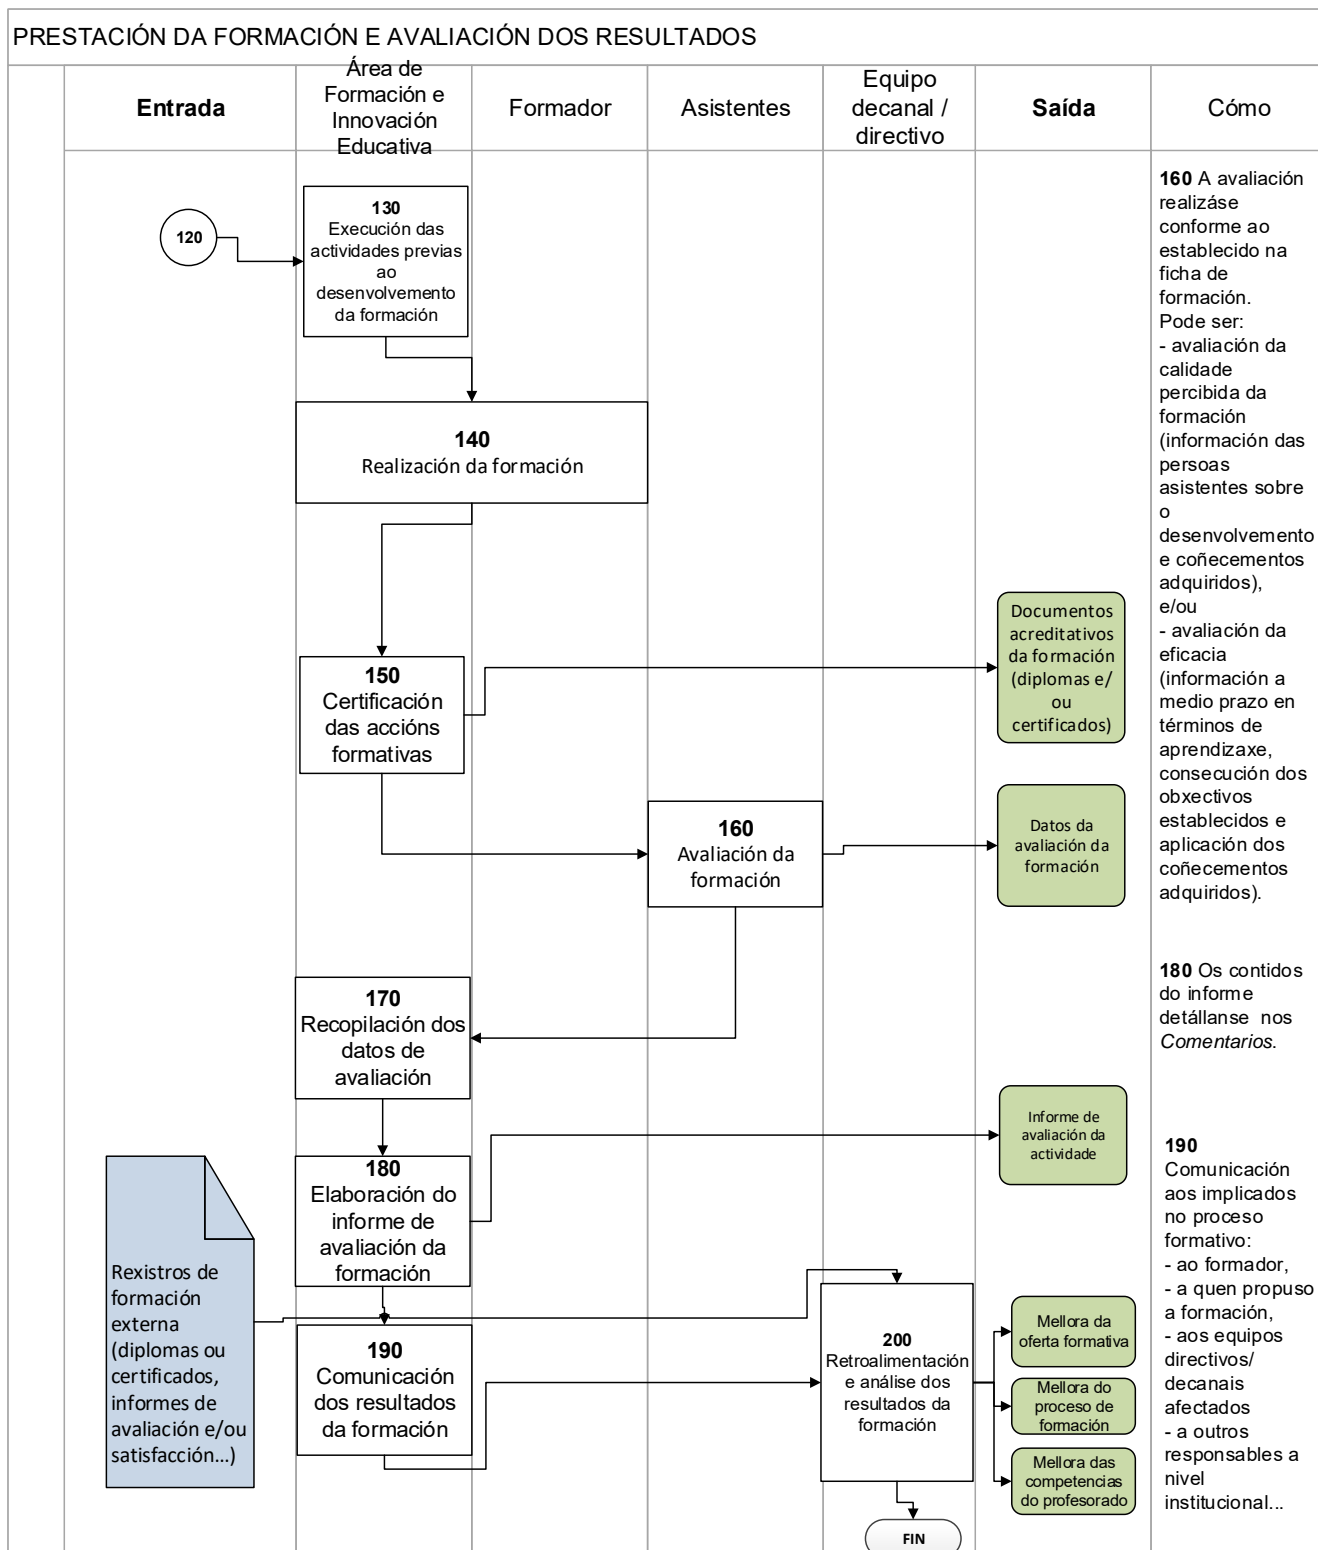 PRESTACIÓN DA FORMACIÓN E AVALIACIÓN DOS RESULTADOS
Entrada
Área de
Formación e
Innovación
Educativa
Formador
Asistentes
Equipo
decanal /
directivo
Saída
Cómo
120
130
Execución das
actividades previas
ao
desenvolvemento
da formación
140
Realización da formación
150
Certificación
das accións
formativas
Documentos
acreditativos
da formación
(diplomas e/
ou
certificados)
160
Avaliación da
formación
Datos da
avaliación da
formación
170
Recopilación dos
datos de
avaliación
180
Elaboración do
informe de
avaliación da
formación
Informe de
avaliación da
actividade
Rexistros de
formación
externa
(diplomas ou
certificados,
informes de
avaliación e/ou
satisfacción...)
190
Comunicación
dos resultados
da formación
200
Retroalimentación
e análise dos
resultados da
formación
Mellora da
oferta formativa
Mellora do
proceso de
formación
Mellora das
competencias
do profesorado
FIN
160 A avaliación
realizáse
conforme ao
establecido na
ficha de
formación.
Pode ser:
- avaliación da
calidade
percibida da
formación
(información das
persoas
asistentes sobre
o
desenvolvemento
e coñecementos
adquiridos),
e/ou
- avaliación da
eficacia
(información a
medio prazo en
términos de
aprendizaxe,
consecución dos
obxectivos
establecidos e
aplicación dos
coñecementos
adquiridos).
180 Os contidos
do informe
detállanse nos
Comentarios.
190
Comunicación
aos implicados
no proceso
formativo:
- ao formador,
- a quen propuso
a formación,
- aos equipos
directivos/
decanais
afectados
- a outros
responsables a
nivel
institucional...